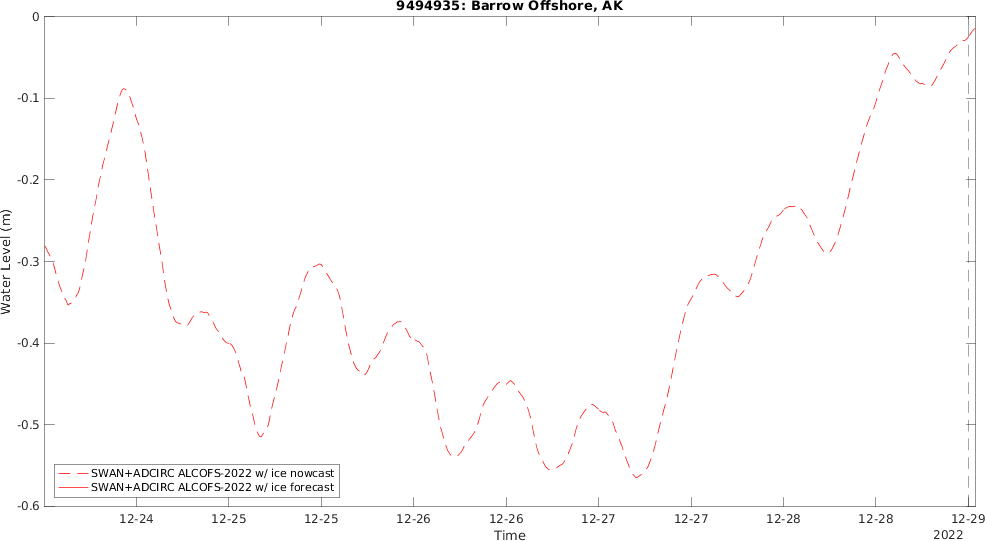 9494935: Barrow Offshore, AK
0
-0.1
-0.2
-0.3
-0.4
-0.5
-0.6
Water Level (m)
SWAN+ADCIRC ALCOFS-2022 w/ ice nowcast
SWAN+ADCIRC ALCOFS-2022 w/ ice forecast
12-24 12-25 12-25 12-26 12-26 12-27 12-27 12-28 12-28 12-29
Time
2022